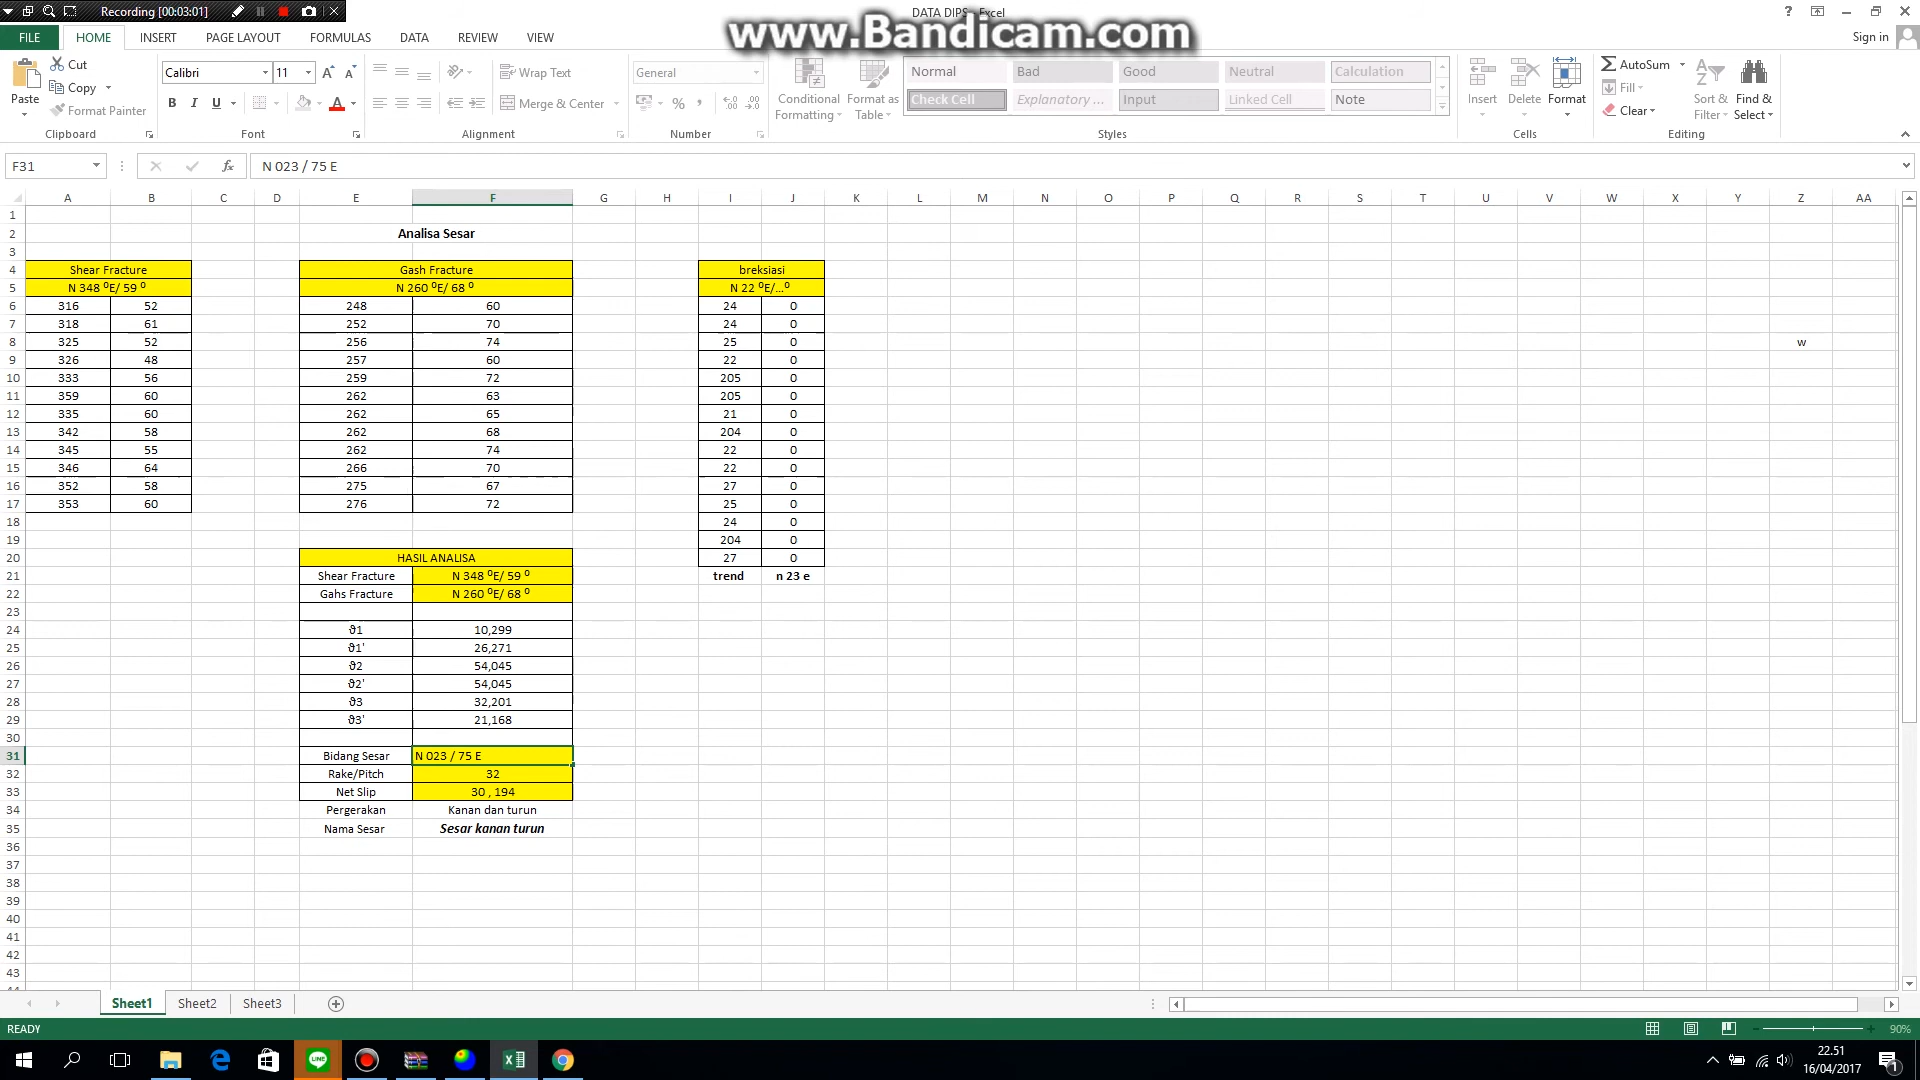 Recording [00:03:01]
DATA DIPS - Excel
www.Bandicam.com
FILE
HOME
INSERT
PAGE LAYOUT
FORMULAS
DATA
REVIEW
VIEW
Sign in
Paste
Cut
Copy
Format Painter
Clipboard
Calibri
11
B I U
Font
Wrap Text
Merge & Center
Alignment
General
%
Number
Conditional Formatting
Format as Table
Normal
Bad
Good
Neutral
Calculation
Check Cell
Explanatory ...
Input
Linked Cell
Note
Styles
Insert
Delete
Format
Cells
AutoSum
Fill
Clear
Sort & Filter
Find & Select
Editing
F31
fx
N 023 / 75 E
A B C D E F G H I J K L M N O P Q R S T U V W X Y Z AA
1
2 Analisa Sesar
3
4 Shear Fracture Gash Fracture breksiasi
5 N 348 ⁰E/ 59 ⁰ N 260 ⁰E/ 68 ⁰ N 22 ⁰E/...⁰
6 316 52 248 60 24 0
7 318 61 252 70 24 0
8 325 52 256 74 25 0 w
9 326 48 257 60 22 0
10 333 56 259 72 205 0
11 359 60 262 63 205 0
12 335 60 262 65 21 0
13 342 58 262 68 204 0
14 345 55 262 74 22 0
15 346 64 266 70 22 0
16 352 58 275 67 27 0
17 353 60 276 72 25 0
18 24 0
19 204 0
20 HASIL ANALISA 27 0
21 Shear Fracture N 348 ⁰E/ 59 ⁰ trend n 23 e
22 Gahs Fracture N 260 ⁰E/ 68 ⁰
23
24 ϑ1 10,299
25 ϑ1' 26,271
26 ϑ2 54,045
27 ϑ2' 54,045
28 ϑ3 32,201
29 ϑ3' 21,168
30
31 Bidang Sesar N 023 / 75 E
32 Rake/Pitch 32
33 Net Slip 30 , 194
34 Pergerakan Kanan dan turun
35 Nama Sesar Sesar kanan turun
36
37
38
39
40
41
42
43
44
Sheet1
Sheet2
Sheet3
READY
90%
LINE
22.51
16/04/2017
1